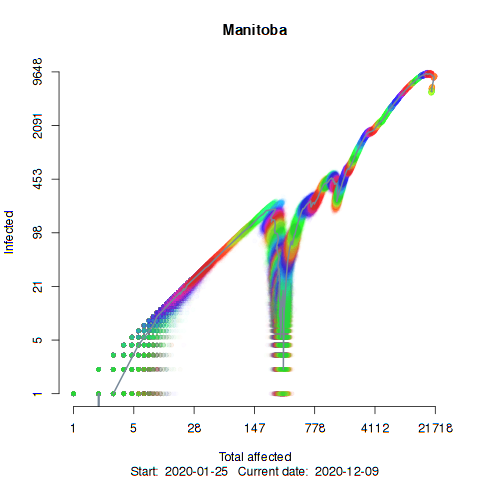 Manitoba
9648
2091
453
98
21
5
1
Infected
1 5 28 147 778 4112 21718
Total affected
Start: 2020-01-25 Current date: 2020-12-09